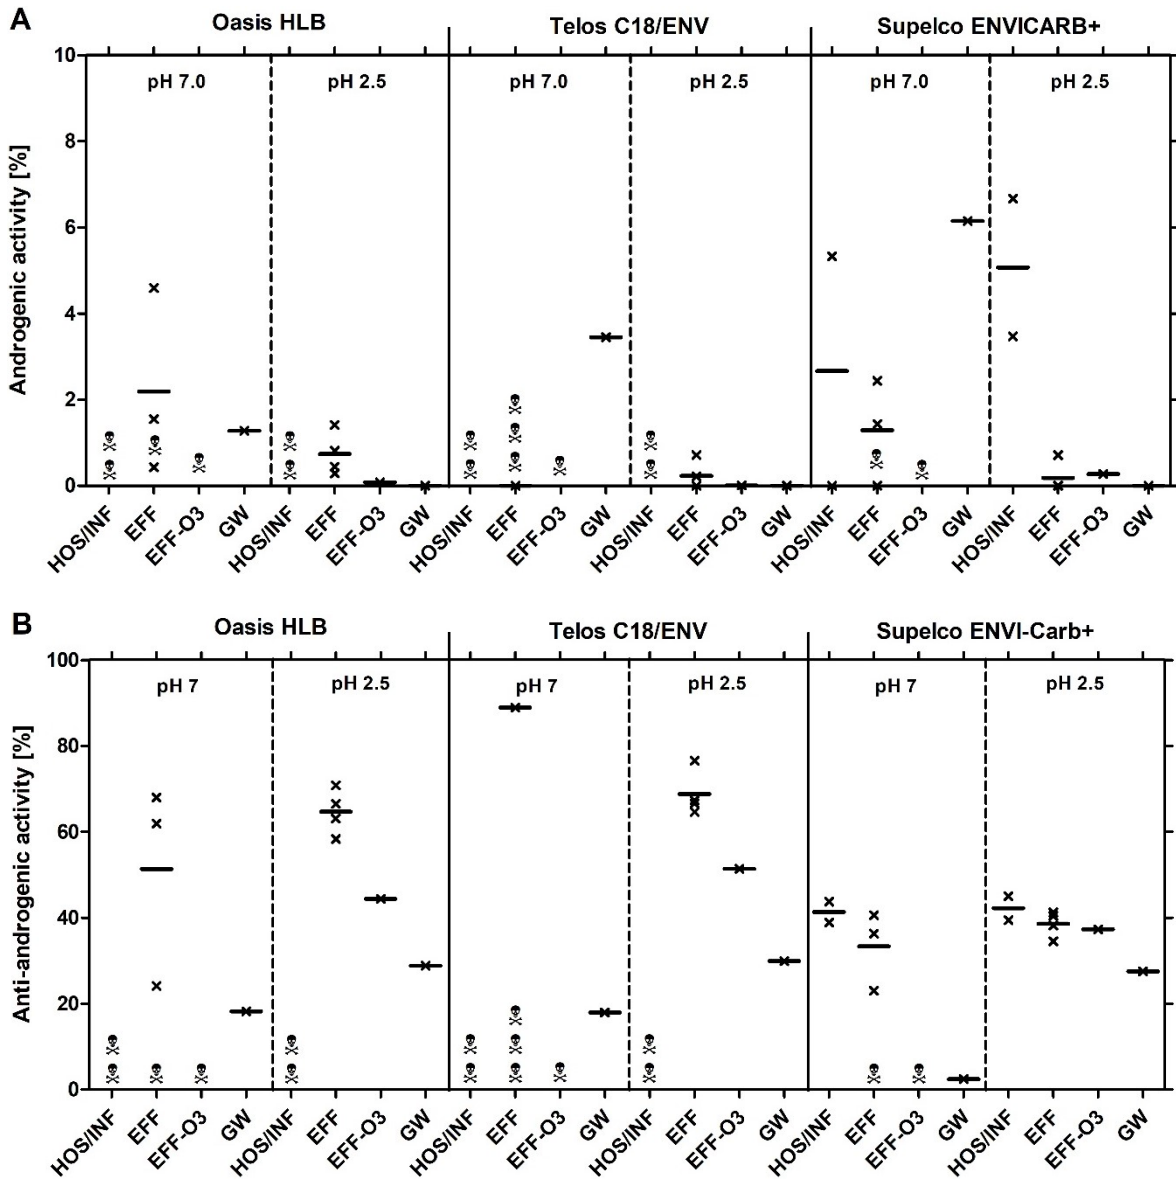 A
Oasis HLB Telos C18/ENV Supelco ENVICARB+
pH 7.0 pH 2.5 pH 7.0 pH 2.5 pH 7.0 pH 2.5
Androgenic activity [%]
10
8
6
4
2
0
HOS/INF EFF EFF-O3 GW HOS/INF EFF EFF-O3 GW HOS/INF EFF EFF-O3 GW HOS/INF EFF EFF-O3 GW HOS/INF EFF EFF-O3 GW HOS/INF EFF EFF-O3 GW
B
Oasis HLB Telos C18/ENV Supelco ENVI-Carb+
pH 7 pH 2.5 pH 7 pH 2.5 pH 7 pH 2.5
Anti-androgenic activity [%]
100
80
60
40
20
0
HOS/INF EFF EFF-O3 GW HOS/INF EFF EFF-O3 GW HOS/INF EFF EFF-O3 GW HOS/INF EFF EFF-O3 GW HOS/INF EFF EFF-O3 GW HOS/INF EFF EFF-O3 GW